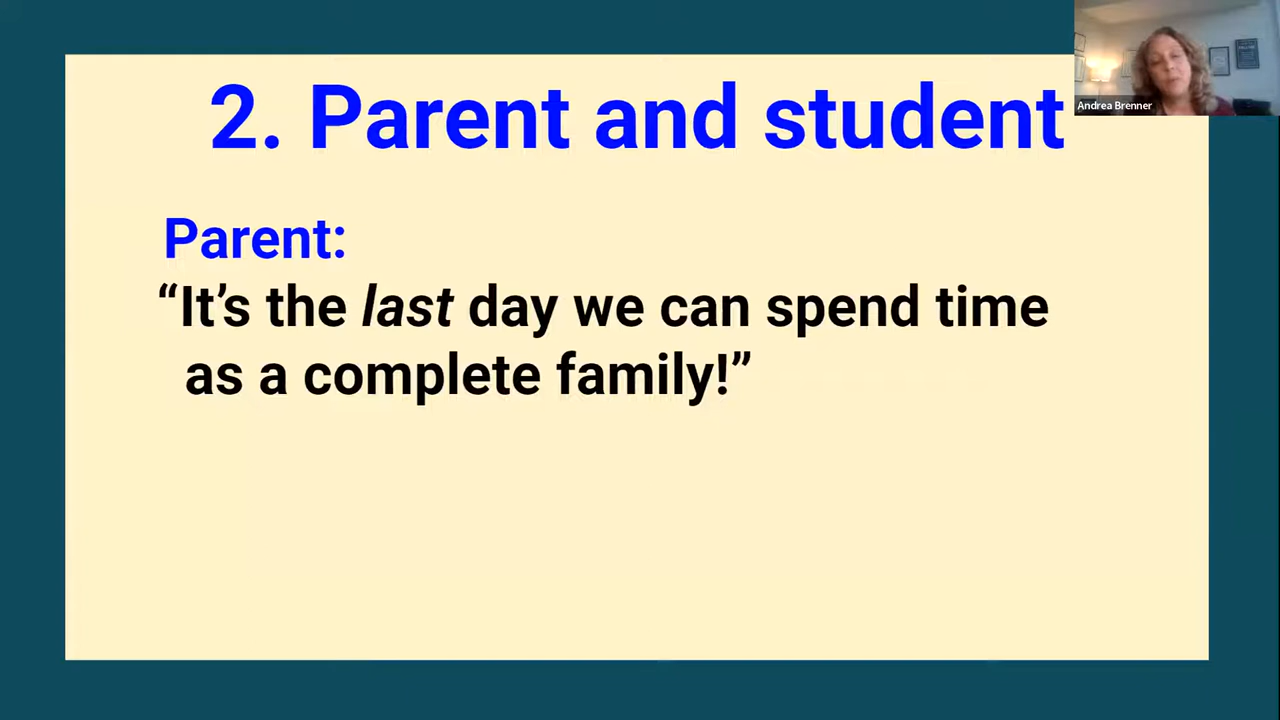 2. Parent and student
Andrea Brenner
Parent:
“It’s the last day we can spend time
as a complete family!”